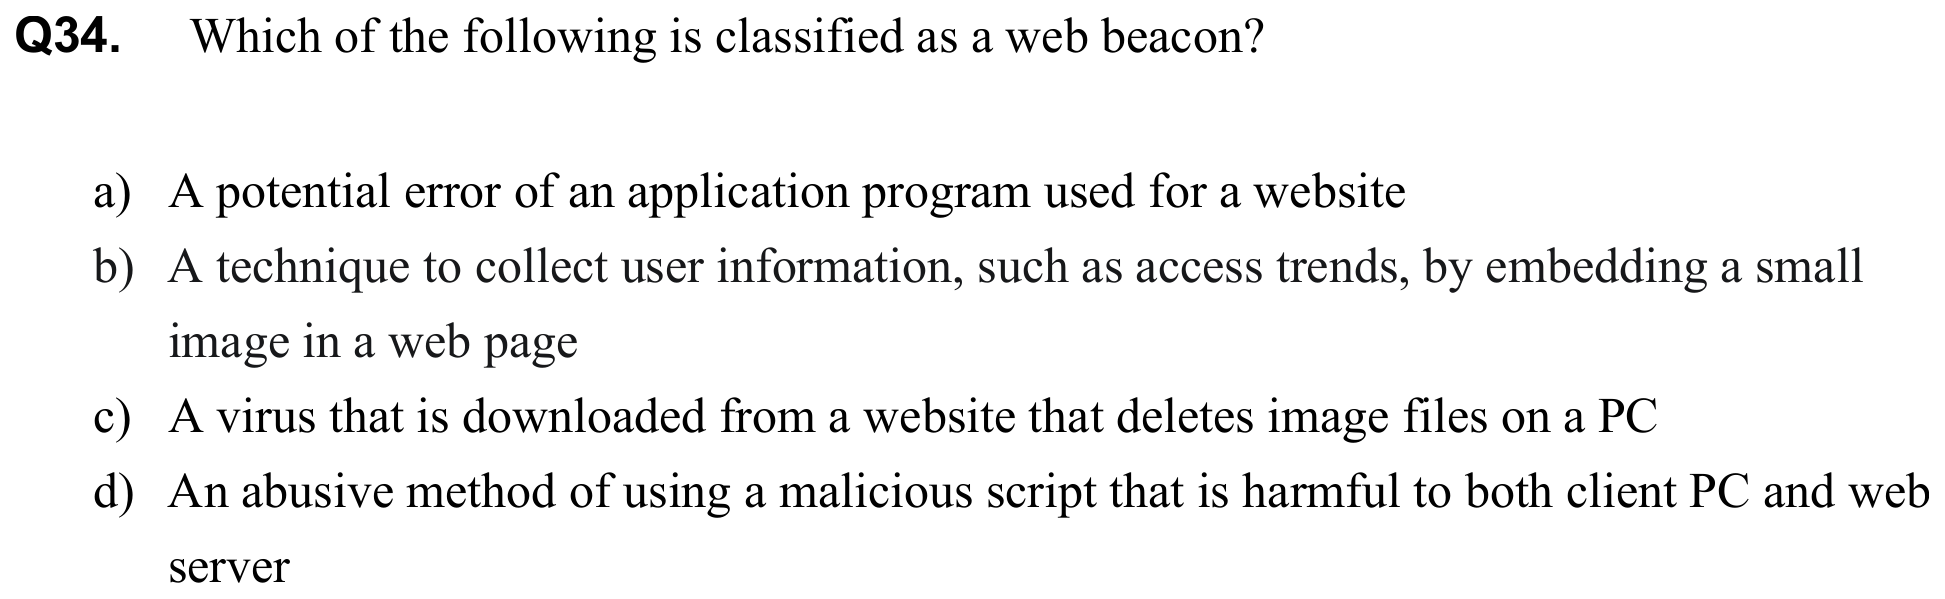 Q34. Which of the following is classified as a web beacon?
a) A potential error of an application program used for a website
b) A technique to collect user information, such as access trends, by embedding a small
image in a web page
c) A virus that is downloaded from a website that deletes image files on a PC
d) An abusive method of using a malicious script that is harmful to both client PC and web
server